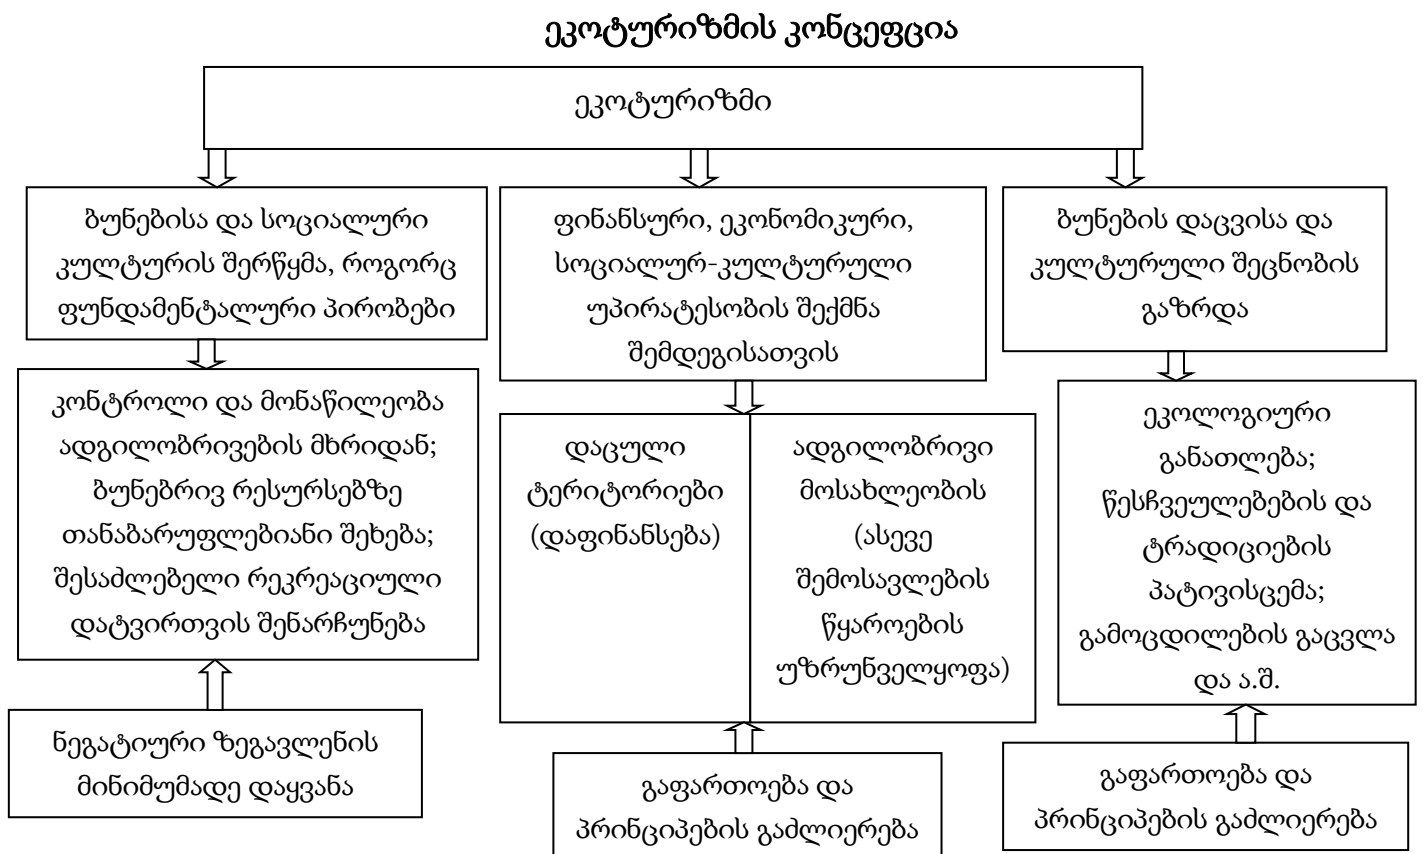 ეკოტურიზმის კონცეფცია
ეკოტურიზმი
ბუნებისა და სოციალური
კულტურის შერწყმა, როგორც
ფუნდამენტალური პირობები
ფინანსური, ეკონომიკური,
სოციალურ-კულტურული
უპირატესობის შექმნა
შემდეგისათვის
ბუნების დაცვისა და
კულტურული შეცნობის
გაზრდა
კონტროლი და მონაწილეობა
ადგილობრივების მხრიდან;
ბუნებრივ რესურსებზე
თანაბარუფლებიანი შეხება;
შესაძლებელი რეკრეაციული
დატვირთვის შენარჩუნება
დაცული
ტერიტორიები
(დაფინანსება)
ადგილობრივი
მოსახლეობის
(ასევე
შემოსავლების
წყაროების
უზრუნველყოფა)
ეკოლოგიური
განათლება;
წესჩვეულებების და
ტრადიციების
პატივისცემა;
გამოცდილების გაცვლა
და ა.შ.
ნეგატიური ზეგავლენის
მინიმუმადე დაყვანა
გაფართოება და
პრინციპების გაძლიერება
გაფართოება და
პრინციპების გაძლიერება